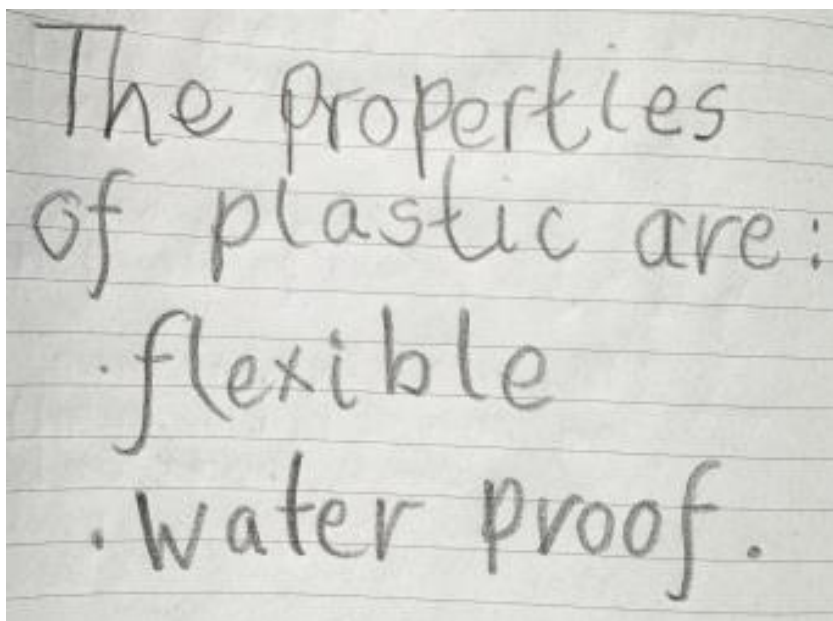 The properties
of plastic are:
· flexible
· water proof.